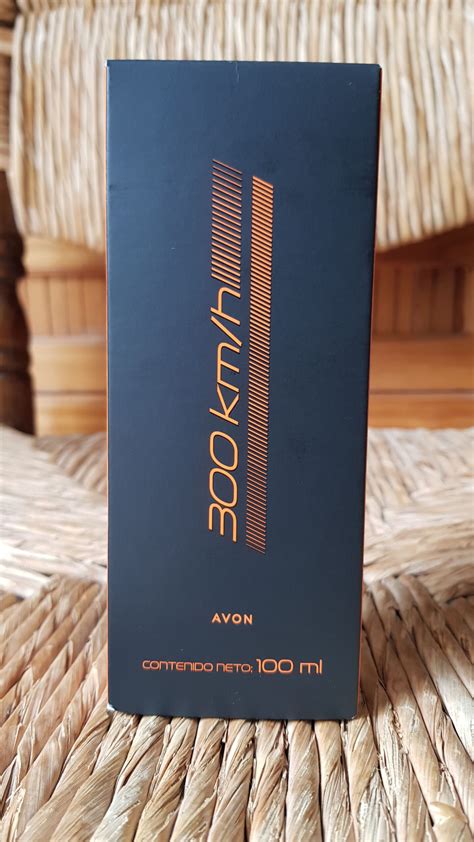 300 km/h
AVON
CONTENIDO NETO: 100 ml